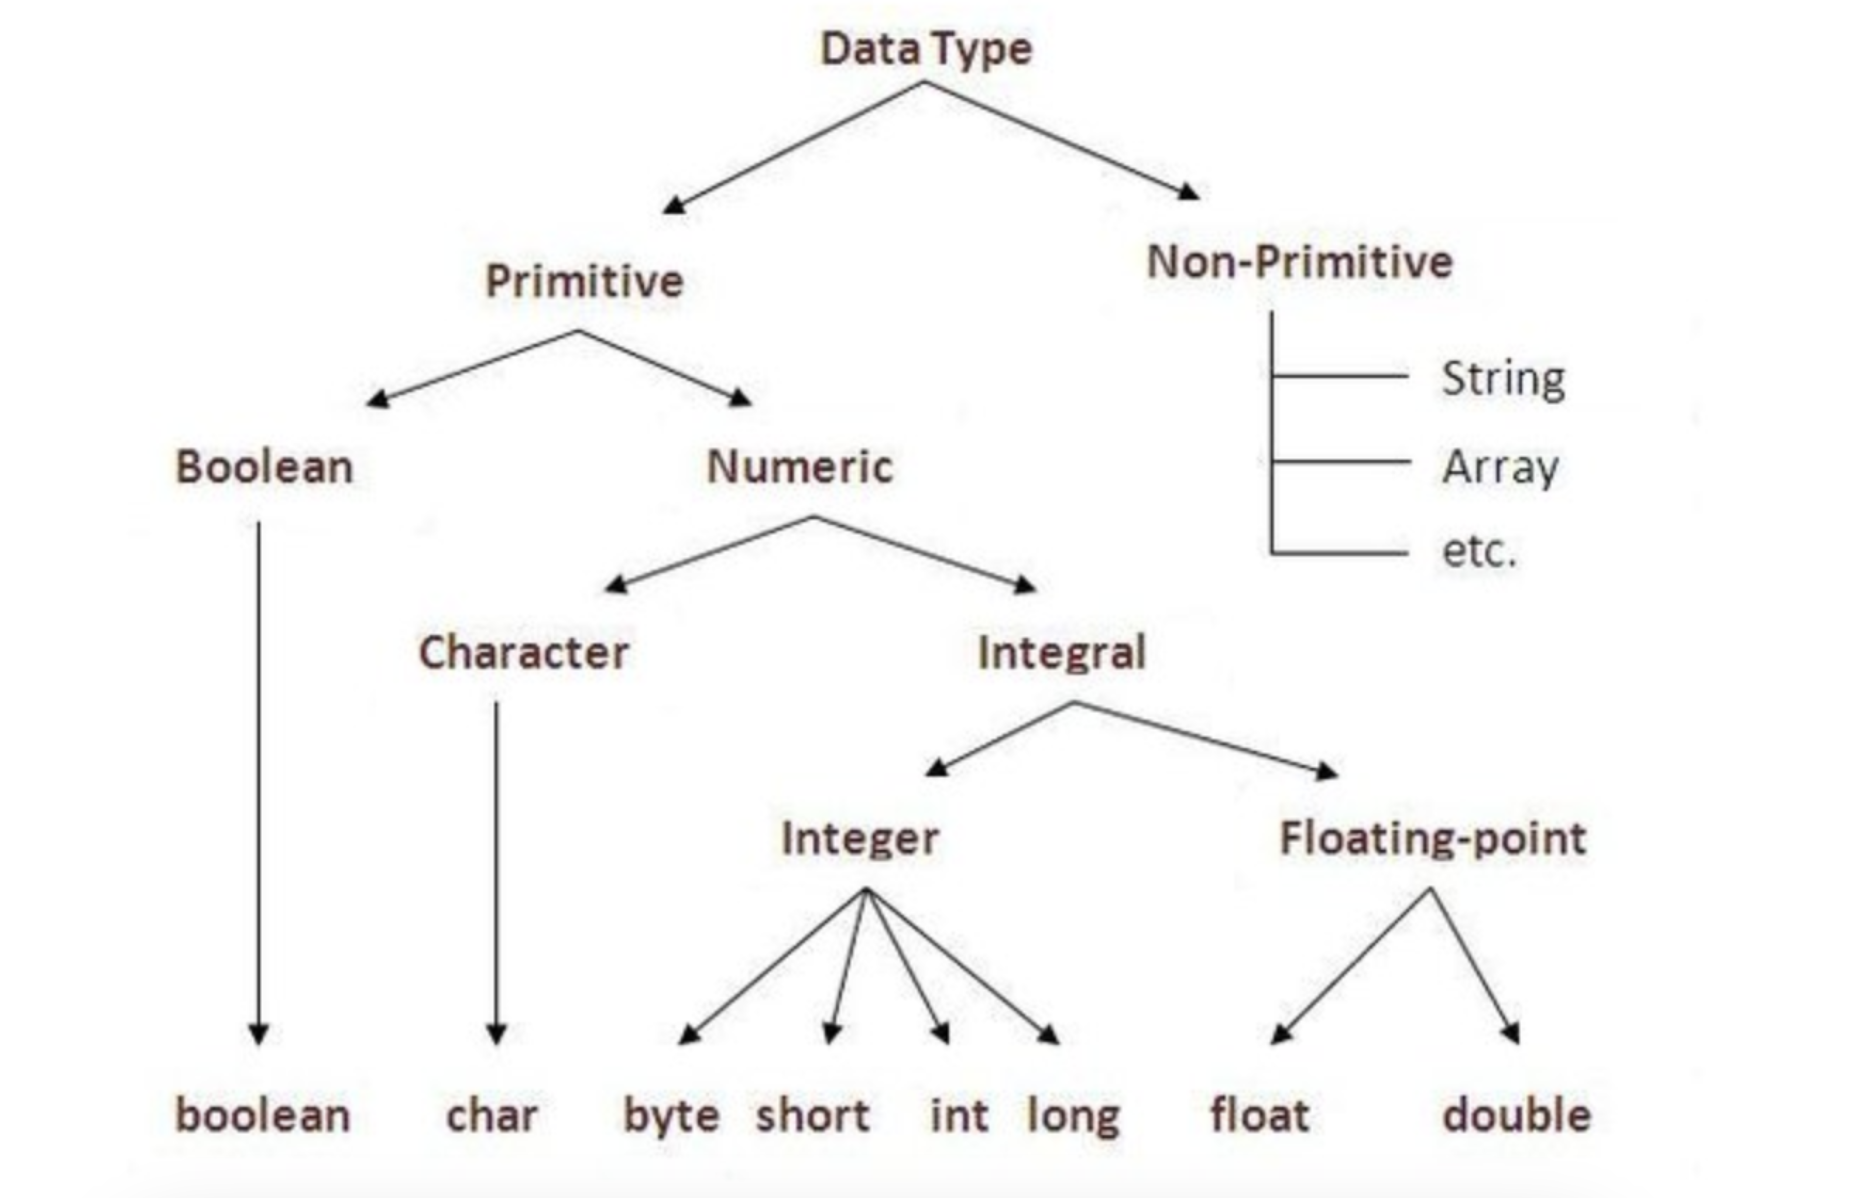 Data Type
Primitive
Non-Primitive
String
Array
etc.
Boolean
Numeric
Character
Integral
Integer
Floating-point
boolean
char
byte
short
int
long
float
double